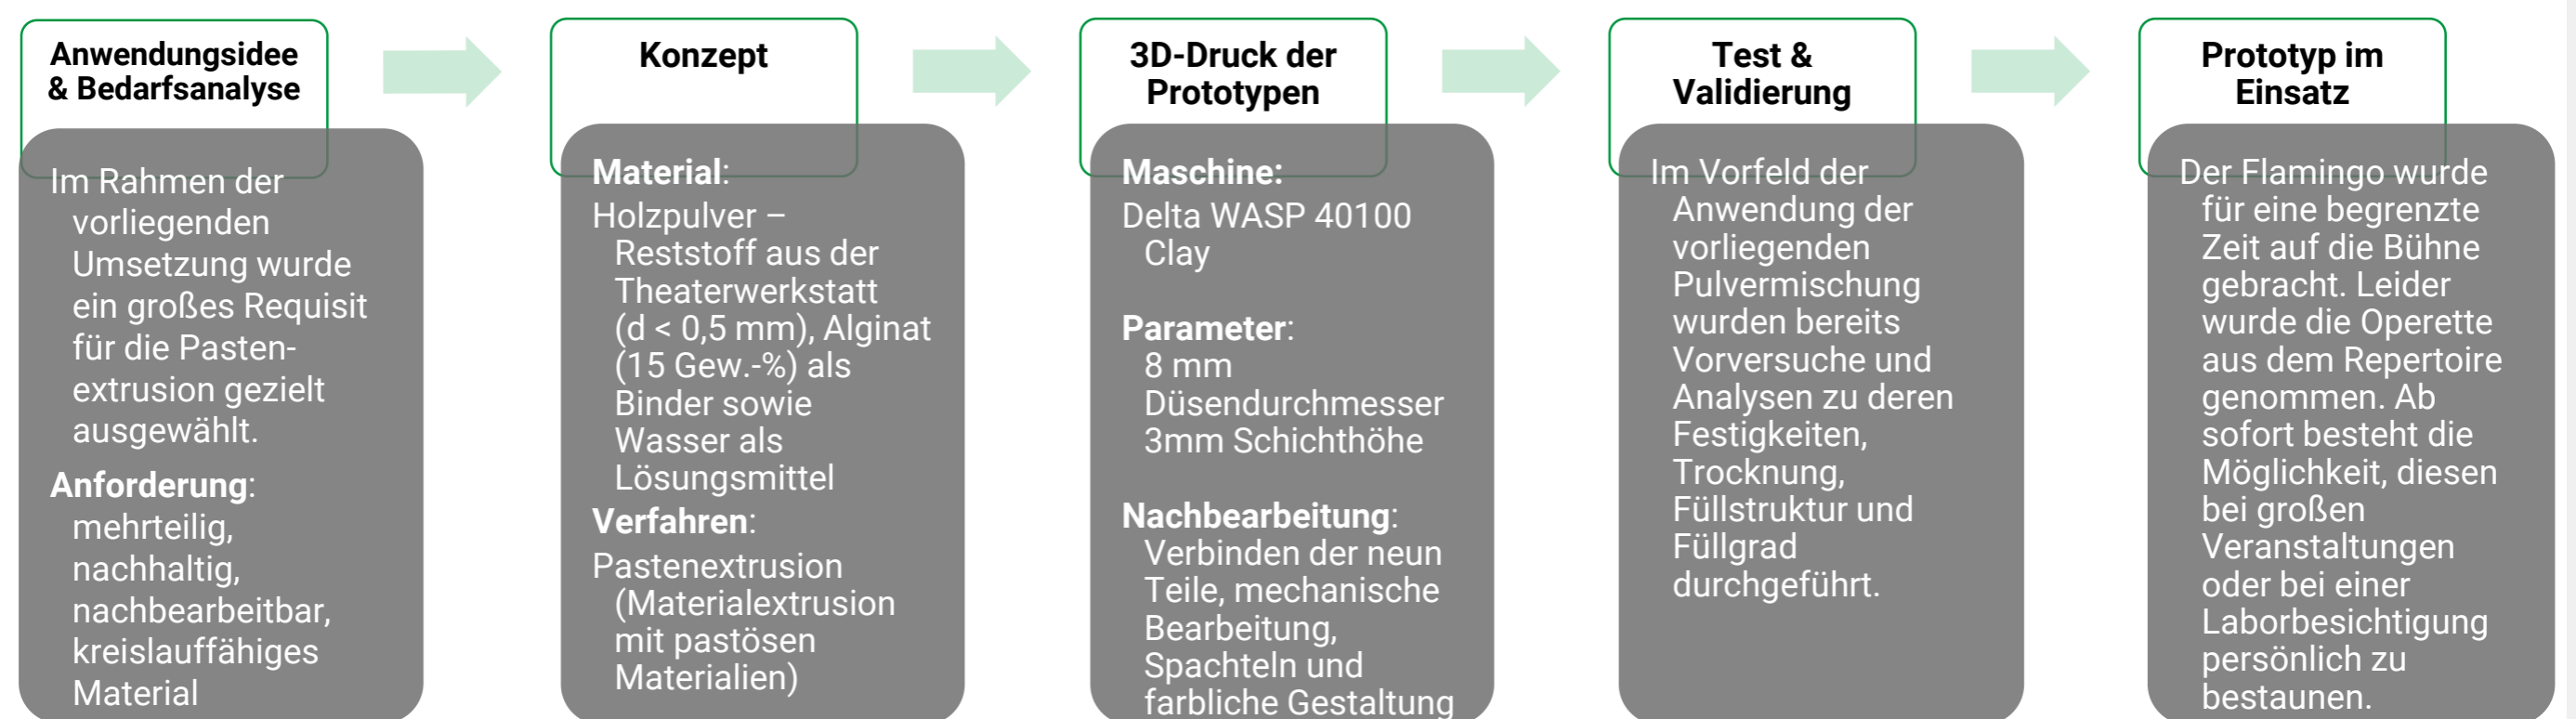 Anwendungsidee
& Bedarfsanalyse
Im Rahmen der
vorliegenden
Umsetzung wurde
ein großes Requisit
für die Pasten-
extrusion gezielt
ausgewählt.
Anforderung:
mehrteilig,
nachhaltig,
nachbearbeitbar,
kreislauffähiges
Material
Konzept
Material:
Holzpulver –
Reststoff aus der
Theaterwerkstatt
(d < 0,5 mm), Alginat
(15 Gew.-%) als
Binder sowie
Wasser als
Lösungsmittel
Verfahren:
Pastenextrusion
(Materialextrusion
mit pastösen
Materialien)
3D-Druck der
Prototypen
Maschine:
Delta WASP 40100
Clay
Parameter:
8 mm
Düsendurchmesser
3mm Schichthöhe
Nachbearbeitung:
Verbinden der neun
Teile, mechanische
Bearbeitung,
Spachteln und
farbliche Gestaltung
Test &
Validierung
Im Vorfeld der
Anwendung der
vorliegenden
Pulvermischung
wurden bereits
Vorversuche und
Analysen zu deren
Festigkeiten,
Trocknung,
Füllstruktur und
Füllgrad
durchgeführt.
Prototyp im
Einsatz
Der Flamingo wurde
für eine begrenzte
Zeit auf die Bühne
gebracht. Leider
wurde die Operette
aus dem Repertoire
genommen. Ab
sofort besteht die
Möglichkeit, diesen
bei großen
Veranstaltungen
oder bei einer
Laborbesichtigung
persönlich zu
bestaunen.